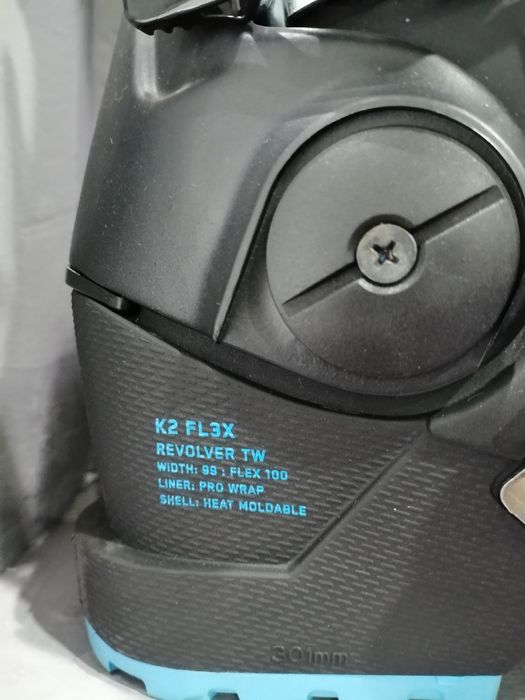 K2 FL3X
REVOLVER TW
WIDTH: 99 : FLEX 100
LINER: PRO WRAP
SHELL: HEAT MOLDABLE
301mm